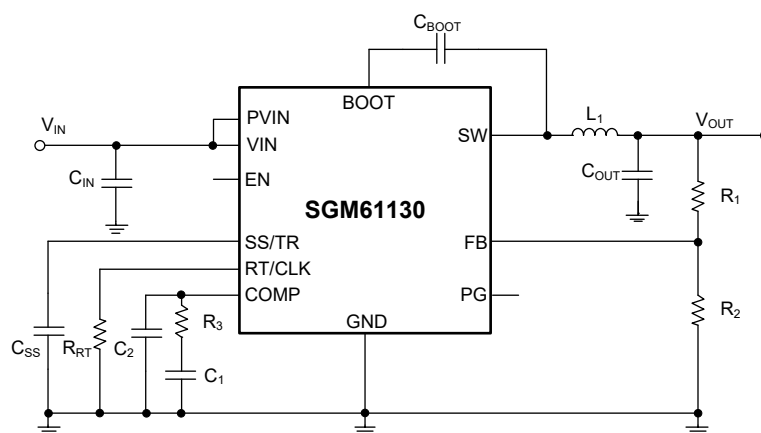 C_BOOT
BOOT
V_IN
PVIN
VIN
SW
L_1
V_OUT
C_IN
EN
C_OUT
R_1
SGM61130
SS/TR
FB
RT/CLK
COMP
PG
R_2
GND
C_SS
R_RT
C_2
R_3
C_1